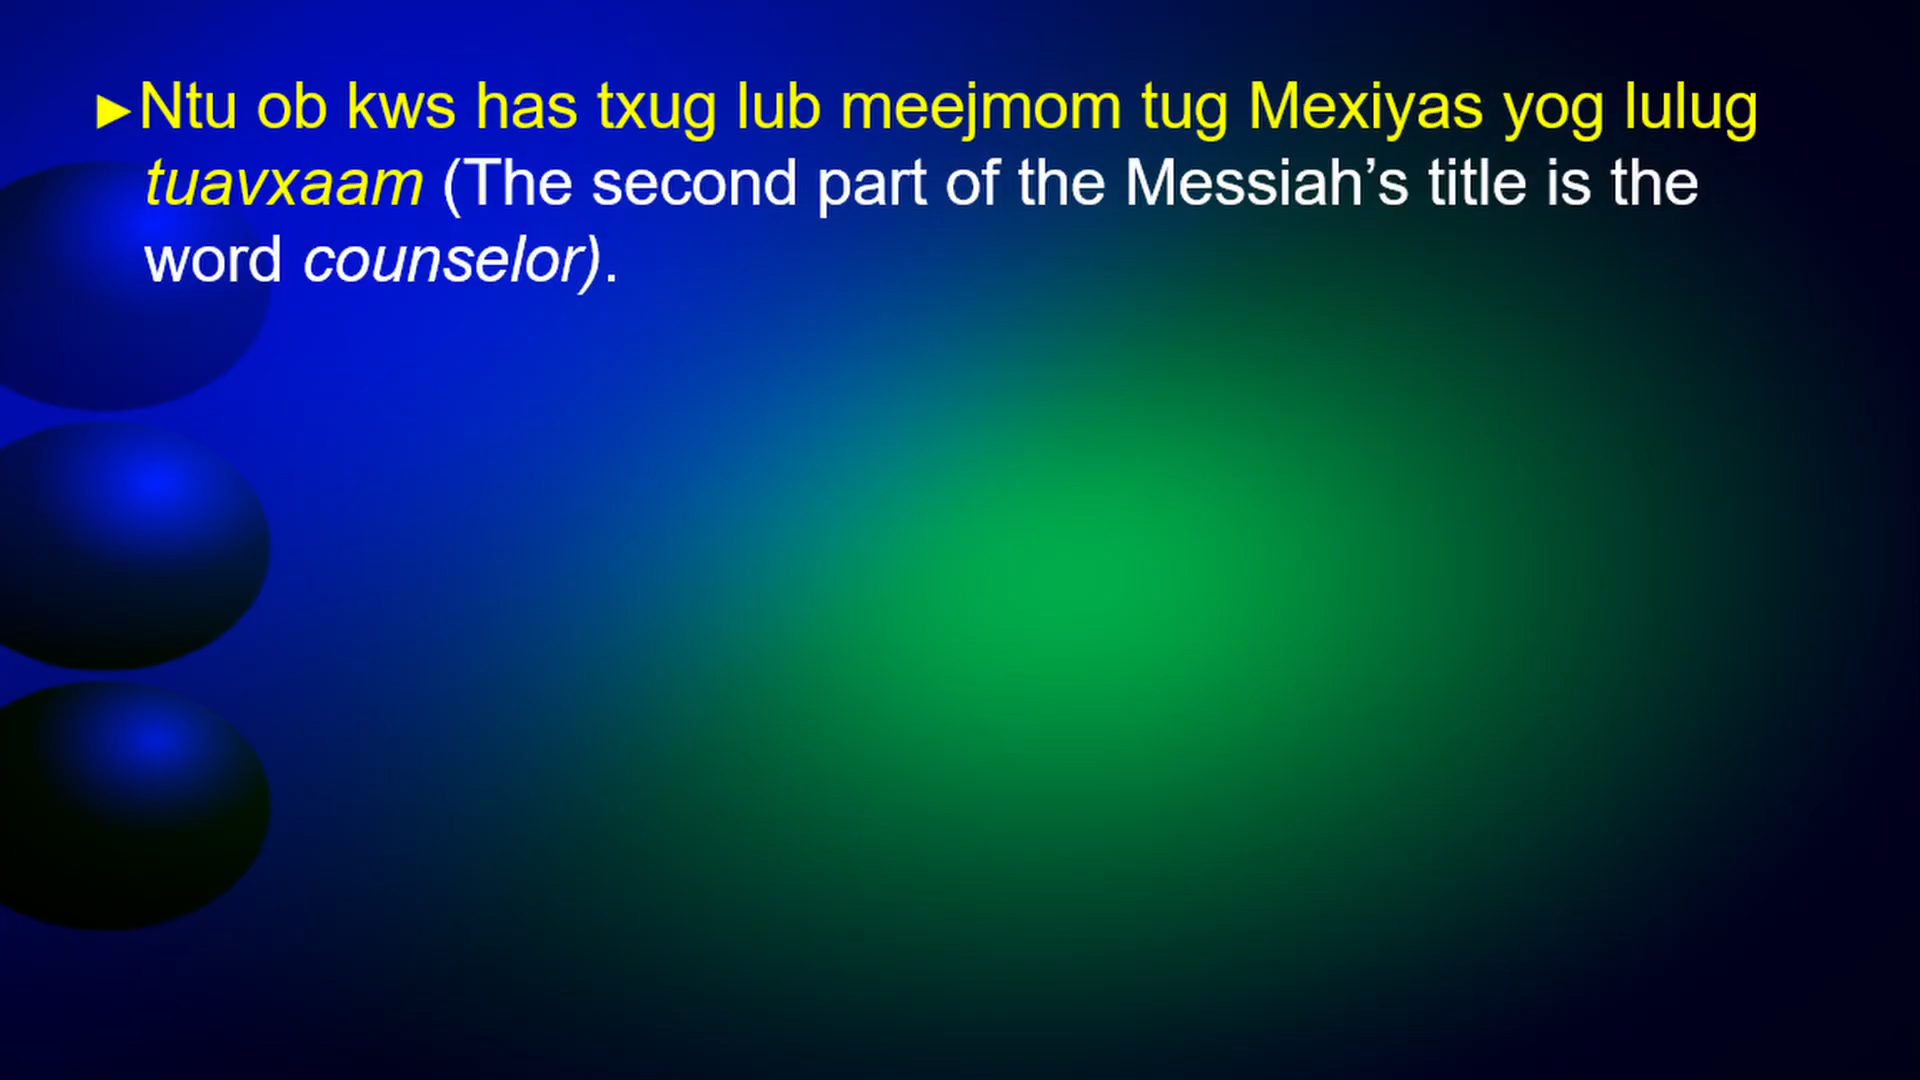 ►Ntu ob kws has txug lub meejmom tug Mexiyas yog lulug
tuavxaam (The second part of the Messiah’s title is the
word counselor).